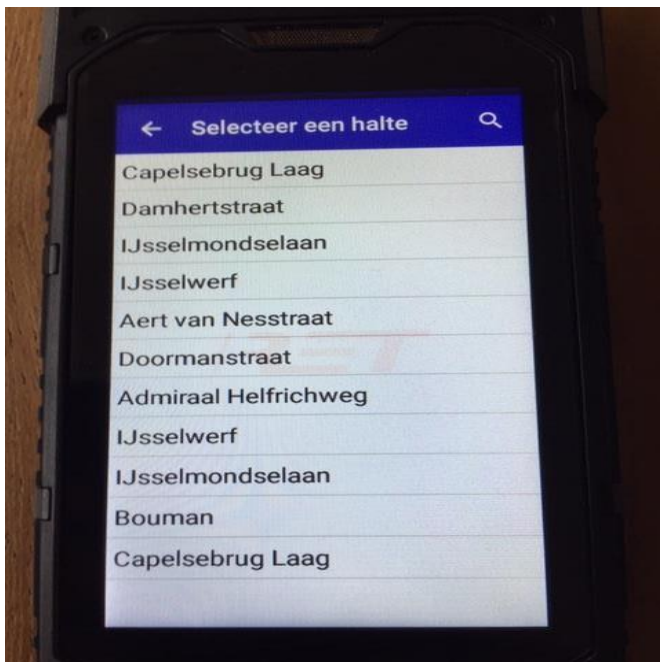 Selecteer een halte
Capelsebrug Laag
Damhertstraat
IJsselmondselaan
IJsselwerf
Aert van Nesstraat
Doormanstraat
Admiraal Helfrichweg
IJsselwerf
IJsselmondselaan
Bouman
Capelsebrug Laag